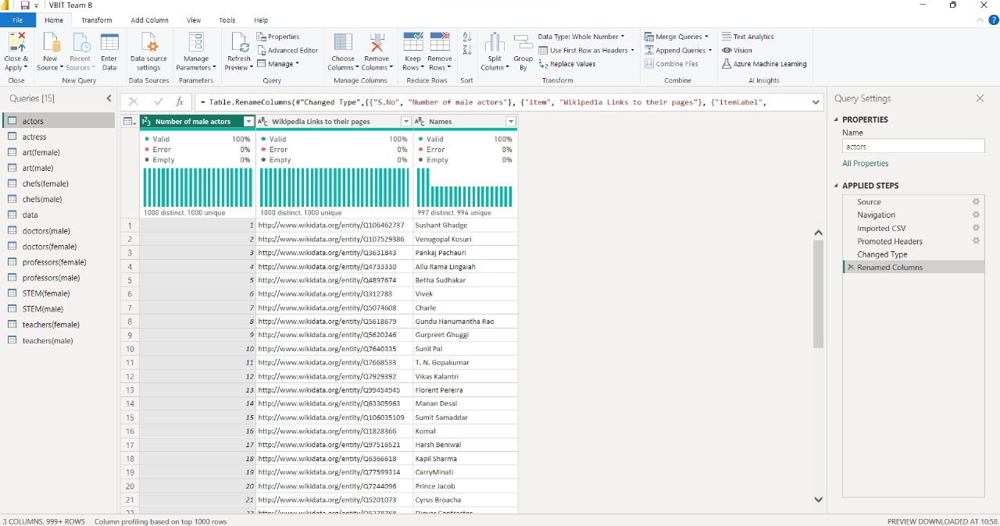 VBIT Team B
File Home Transform Add Column View Tools Help
Close & Apply
New Source
Recent Sources
Enter Data
Data source settings
Manage Parameters
Refresh Preview
Properties
Advanced Editor
Manage
Choose Columns
Remove Columns
Keep Rows
Remove Rows
Split Column
Group By
Data Type: Whole Number
Use First Row as Headers
Replace Values
Merge Queries
Append Queries
Combine Files
Text Analytics
Vision
Azure Machine Learning
Close New Query Data Sources Parameters Query Manage Columns Reduce Rows Sort Transform Combine AI Insights
Queries [15]
actors
actress
art(female)
art(male)
chefs(female)
chefs(male)
data
doctors(male)
doctors(female)
professors(female)
professors(male)
STEM(female)
STEM(male)
teachers(female)
teachers(male)
fx = Table.RenameColumns(#"Changed Type",{{"S.No", "Number of male actors"}, {"item", "Wikipedia Links to their pages"}, {"itemLabel",
123 Number of male actors ABC Wikipedia Links to their pages ABC Names
Valid 100% Valid 100% Valid 100%
Error 0% Error 0% Error 0%
Empty 0% Empty 0% Empty 0%
1000 distinct, 1000 unique 1000 distinct, 1000 unique 997 distinct, 994 unique
1 1 http://www.wikidata.org/entity/Q106462737 Sushant Ghadge
2 2 http://www.wikidata.org/entity/Q107529386 Venugopal Kosuri
3 3 http://www.wikidata.org/entity/Q3631843 Pankaj Pachauri
4 4 http://www.wikidata.org/entity/Q4733330 Allu Rama Lingaiah
5 5 http://www.wikidata.org/entity/Q4897674 Betha Sudhakar
6 6 http://www.wikidata.org/entity/Q312783 Vivek
7 7 http://www.wikidata.org/entity/Q5074608 Charle
8 8 http://www.wikidata.org/entity/Q5618679 Gundu Hanumantha Rao
9 9 http://www.wikidata.org/entity/Q5620246 Gurpreet Ghuggi
10 10 http://www.wikidata.org/entity/Q7640335 Sunil Pal
11 11 http://www.wikidata.org/entity/Q7668533 T. N. Gopakumar
12 12 http://www.wikidata.org/entity/Q7929392 Vikas Kalantri
13 13 http://www.wikidata.org/entity/Q99454945 Florent Pereira
14 14 http://www.wikidata.org/entity/Q63305963 Manan Desai
15 15 http://www.wikidata.org/entity/Q106035109 Sumit Samaddar
16 16 http://www.wikidata.org/entity/Q1828366 Komal
17 17 http://www.wikidata.org/entity/Q97516521 Harsh Beniwal
18 18 http://www.wikidata.org/entity/Q6366618 Kapil Sharma
19 19 http://www.wikidata.org/entity/Q77599314 CarryMinati
20 20 http://www.wikidata.org/entity/Q7244096 Prince Jacob
21 21 http://www.wikidata.org/entity/Q5201073 Cyrus Broacha
Query Settings
PROPERTIES
Name
actors
All Properties
APPLIED STEPS
Source
Navigation
Imported CSV
Promoted Headers
Changed Type
Renamed Columns
3 COLUMNS, 999+ ROWS Column profiling based on top 1000 rows PREVIEW DOWNLOADED AT 10:58